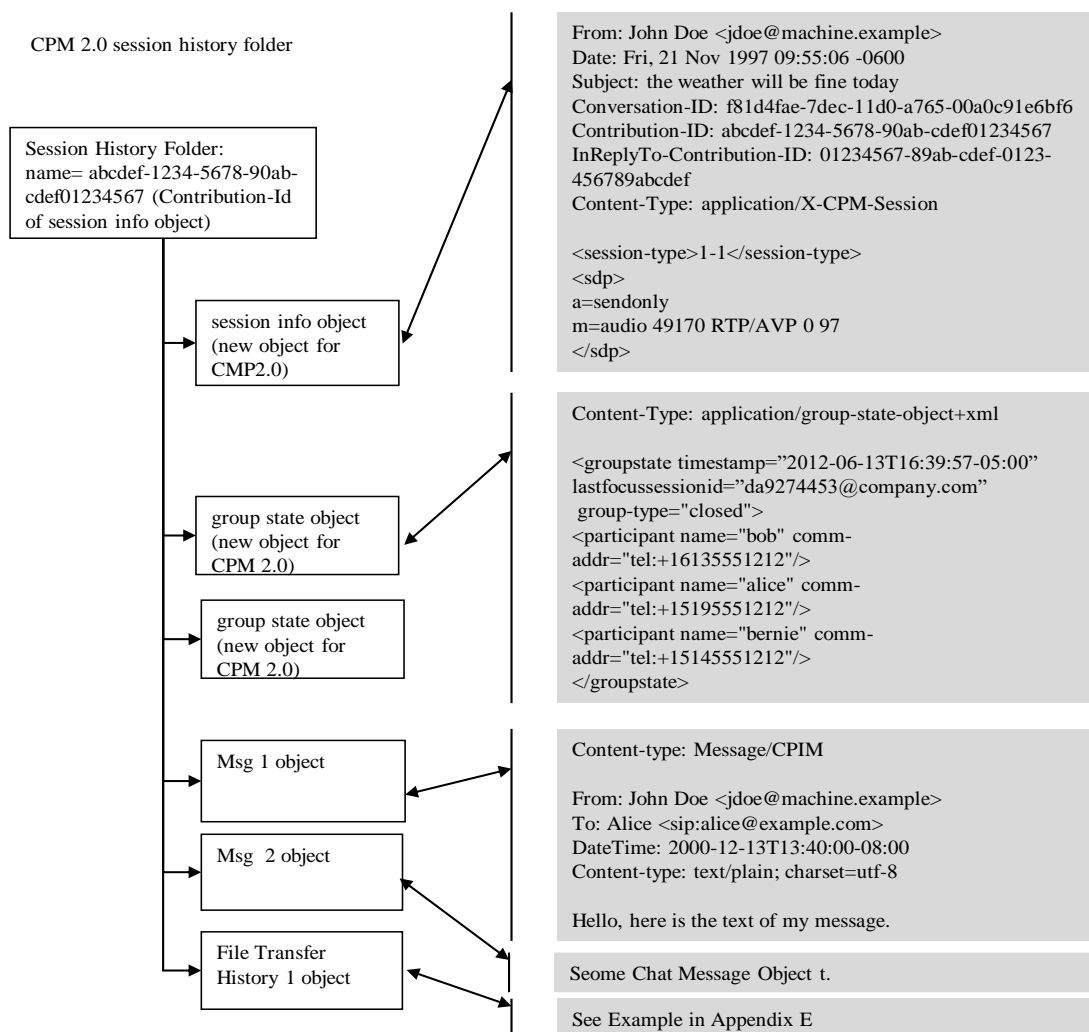 CPM 2.0 session history folder
Session History Folder:
name= abcdef-1234-5678-90ab-
cdef01234567 (Contribution-Id
of session info object)
session info object
(new object for
CMP2.0)
group state object
(new object for
CPM 2.0)
group state object
(new object for
CPM 2.0)
Msg 1 object
Msg  2 object
File Transfer
History 1 object
From: John Doe <jdoe@machine.example>
Date: Fri, 21 Nov 1997 09:55:06 -0600
Subject: the weather will be fine today
Conversation-ID: f81d4fae-7dec-11d0-a765-00a0c91e6bf6
Contribution-ID: abcdef-1234-5678-90ab-cdef01234567
InReplyTo-Contribution-ID: 01234567-89ab-cdef-0123-
456789abcdef
Content-Type: application/X-CPM-Session

<session-type>1-1</session-type>
<sdp>
a=sendonly
m=audio 49170 RTP/AVP 0 97
</sdp>
Content-Type: application/group-state-object+xml

<groupstate timestamp=”2012-06-13T16:39:57-05:00”
lastfocussessionid=”da9274453@company.com”
 group-type="closed">
<participant name="bob" comm-
addr="tel:+16135551212"/>
<participant name="alice" comm-
addr="tel:+15195551212"/>
<participant name="bernie" comm-
addr="tel:+15145551212"/>
</groupstate>
Content-type: Message/CPIM

From: John Doe <jdoe@machine.example>
To: Alice <sip:alice@example.com>
DateTime: 2000-12-13T13:40:00-08:00
Content-type: text/plain; charset=utf-8

Hello, here is the text of my message.
Seome Chat Message Object t.
See Example in Appendix E